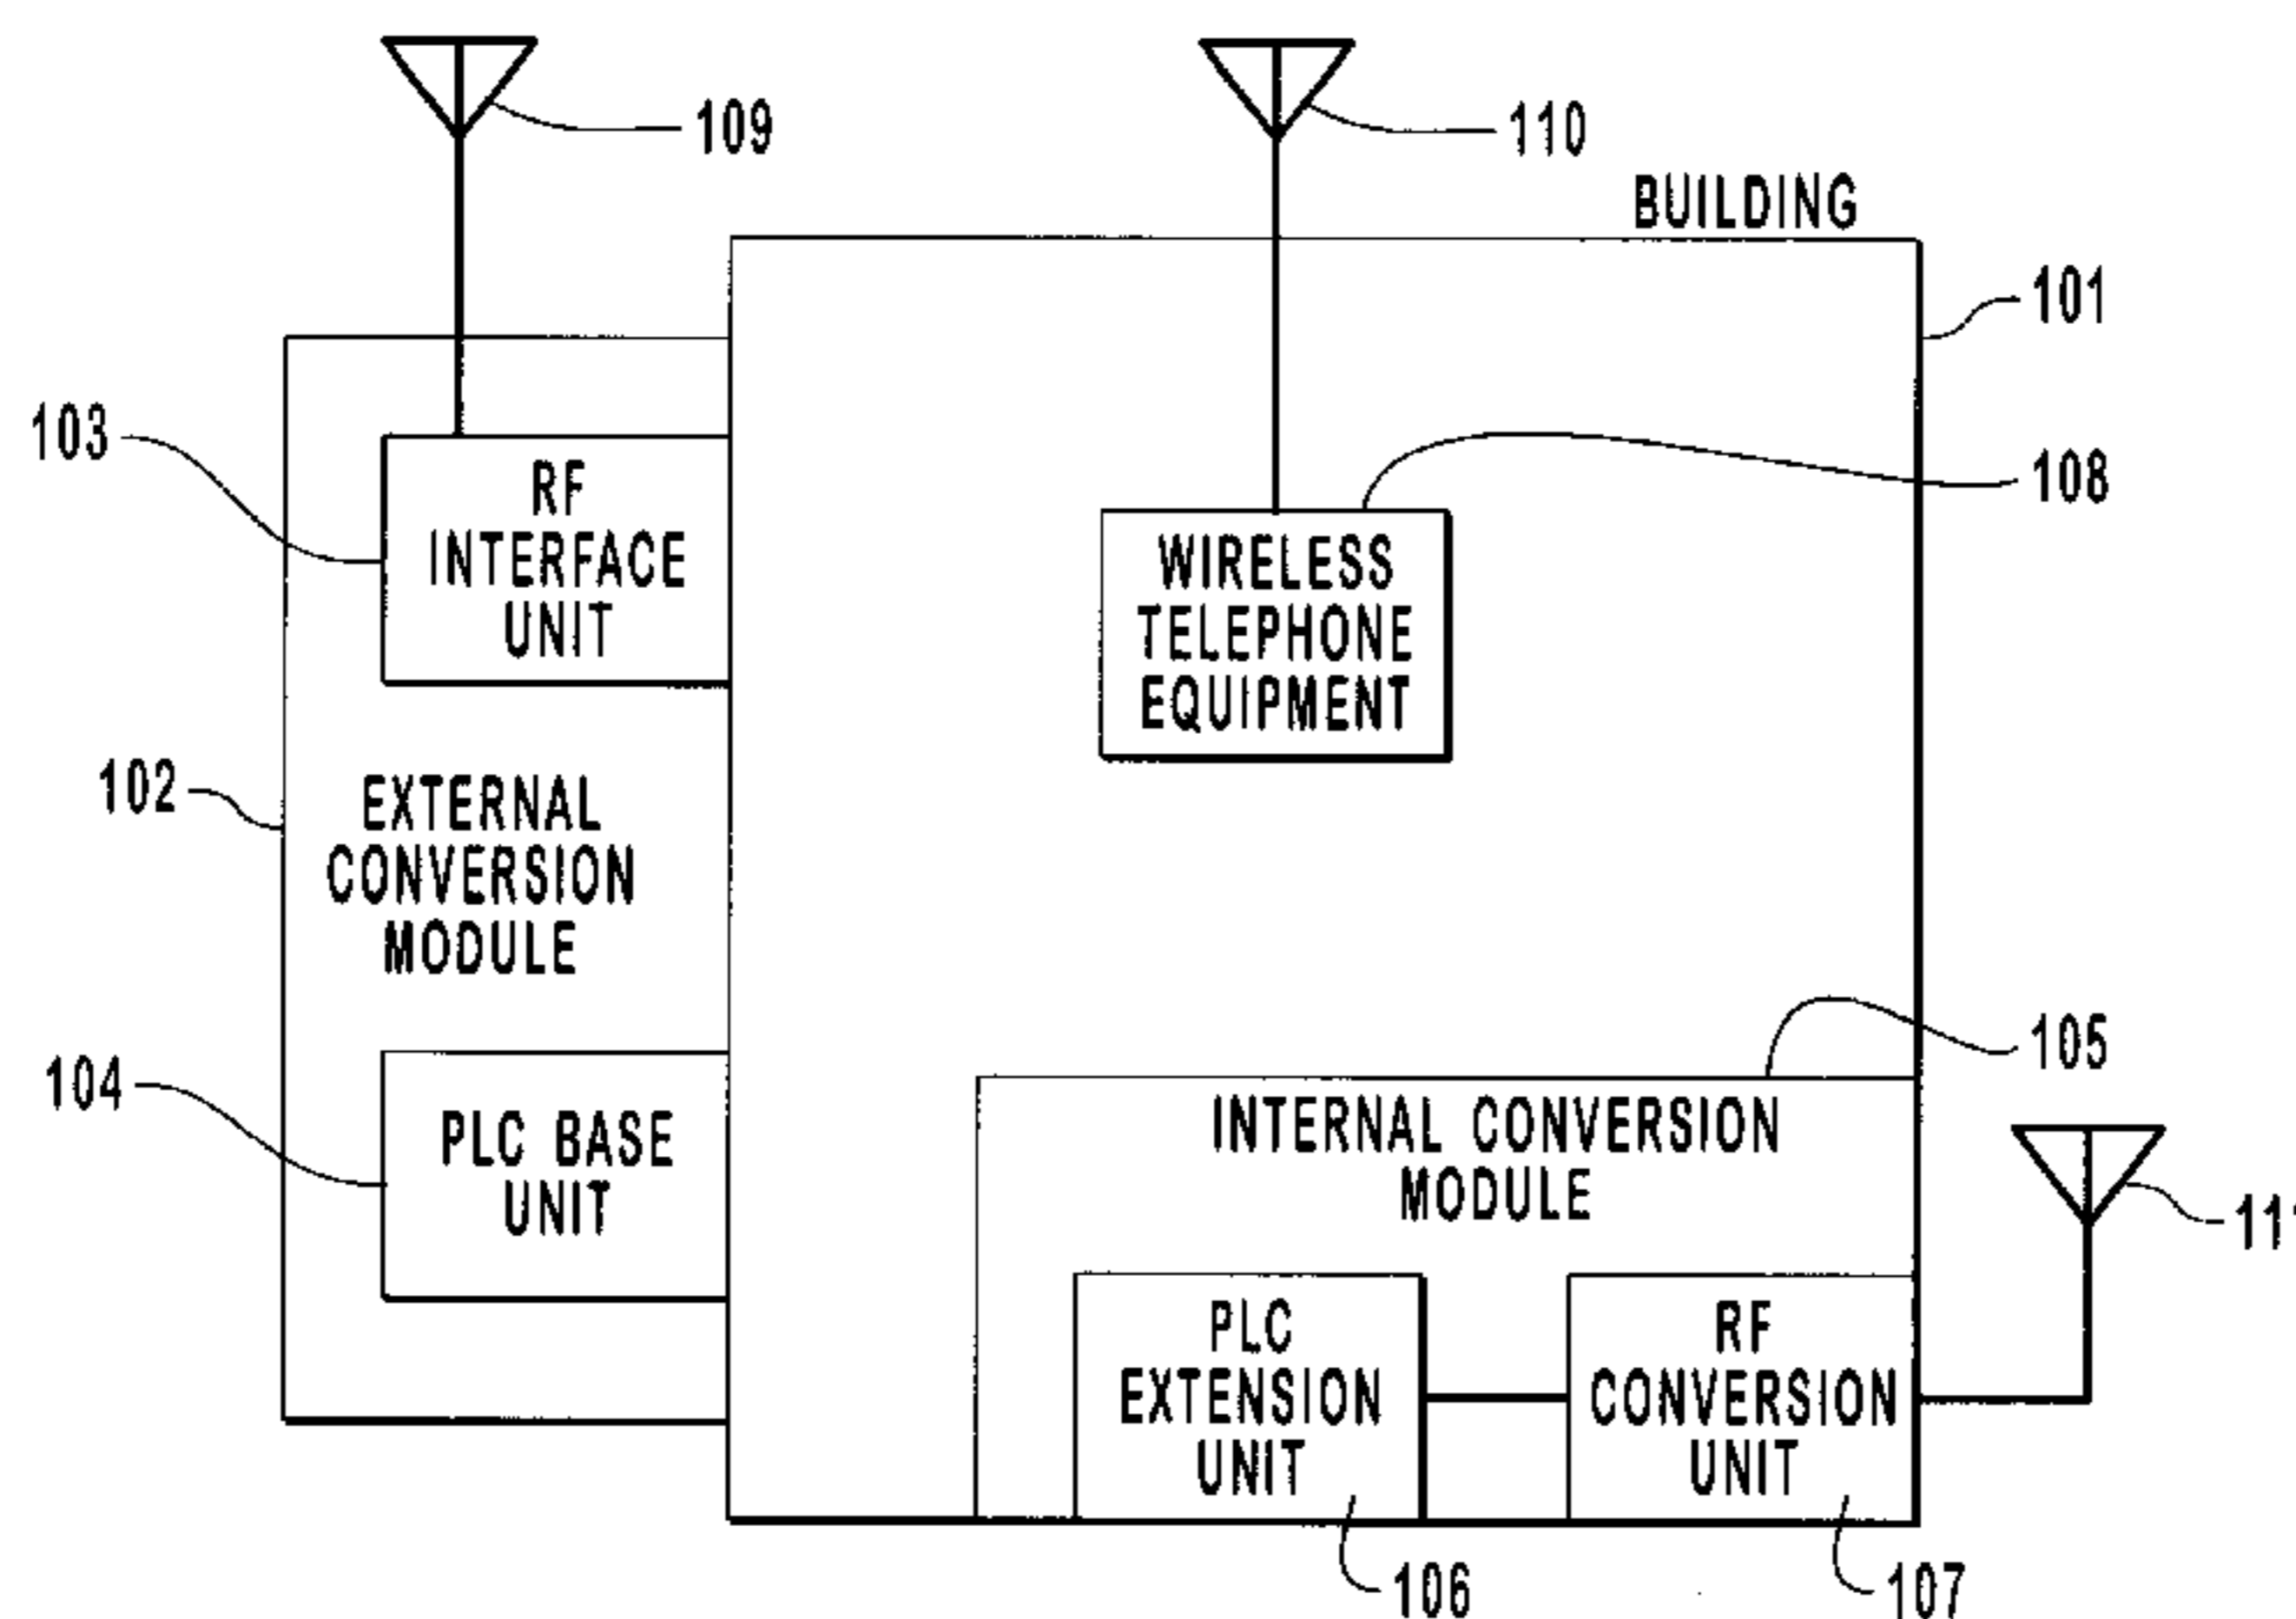 109
110
BUILDING
101
103
RF
INTERFACE
UNIT
108
WIRELESS
TELEPHONE
EQUIPMENT
102
EXTERNAL
CONVERSION
MODULE
105
104
PLC BASE
UNIT
INTERNAL CONVERSION
MODULE
111
PLC
EXTENSION
UNIT
RF
CONVERSION
UNIT
106
107